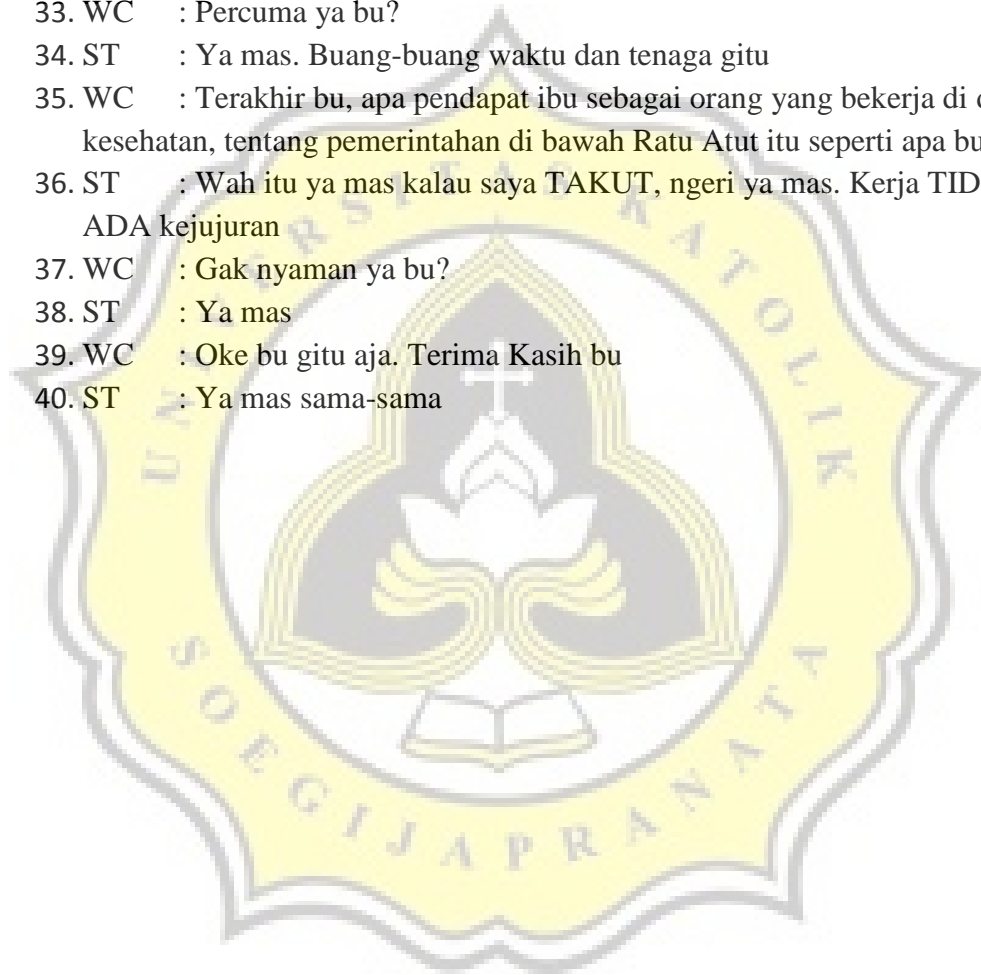 33. WC : Percuma ya bu?
34. ST : Ya mas. Buang-buang waktu dan tenaga gitu
35. WC : Terakhir bu, apa pendapat ibu sebagai orang yang bekerja di
kesehatan, tentang pemerintahan di bawah Ratu Atut itu seperti apa
36. ST : Wah itu ya mas kalau saya TAKUT, ngeri ya mas. Kerja
ADA kejujuran
37. WC : Gak nyaman ya bu?
38. ST : Ya mas
39. WC : Oke bu gitu aja. Terima Kasih bu
40. ST : Ya mas sama-sama
UNIVERSITAS KATOLIK
SOEGIJAPRANATA